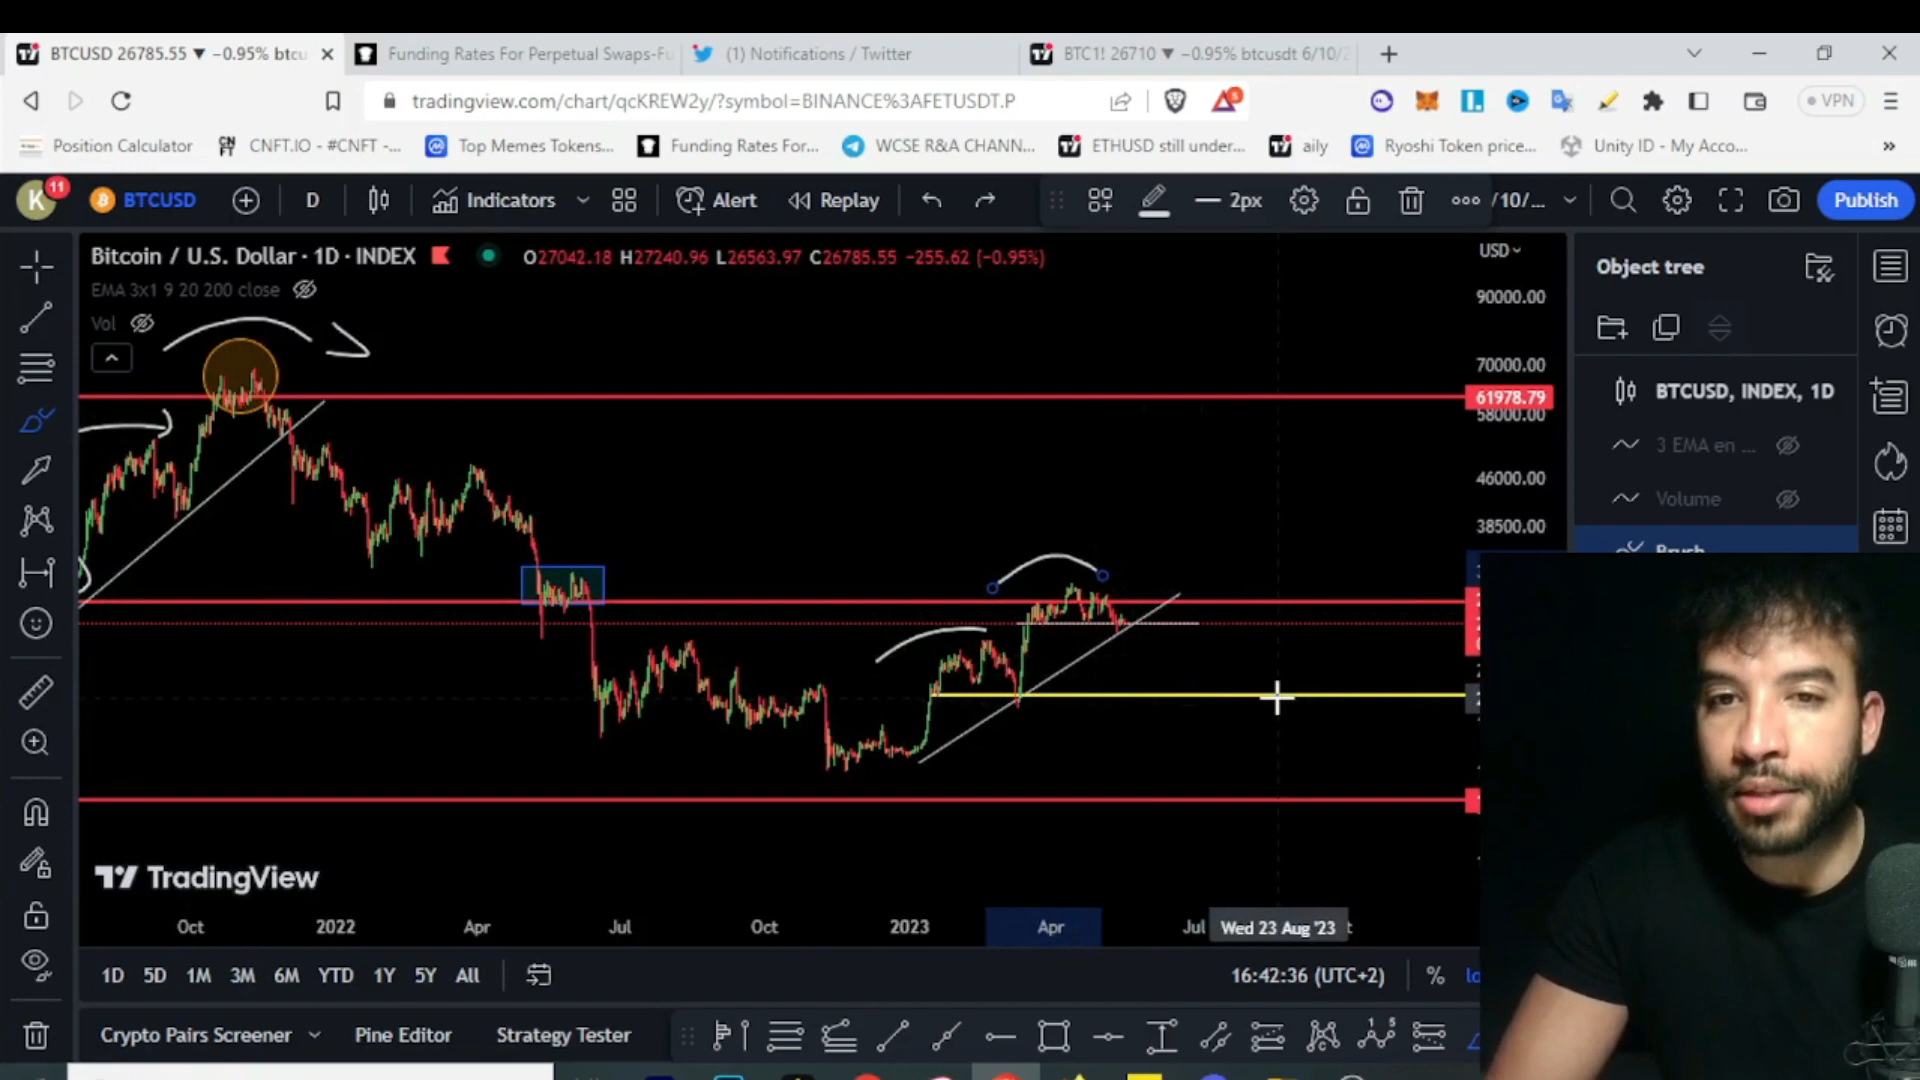 BTCUSD 26785.55 ▼ −0.95% btcu
Funding Rates For Perpetual Swaps-Fu
(1) Notifications / Twitter
BTC1! 26710 ▼ −0.95% btcusdt 6/10/2
tradingview.com/chart/qcKREW2y/?symbol=BINANCE%3AFETUSDT.P
5
VPN
Position Calculator
CNFT.IO - #CNFT -...
Top Memes Tokens...
Funding Rates For...
WCSE R&A CHANN...
ETHUSD still under...
aily
Ryoshi Token price...
Unity ID - My Acco...
»
K
11
BTCUSD
D
Indicators
Alert
Replay
2px
/10/...
Publish
Bitcoin / U.S. Dollar · 1D · INDEX
O27042.18 H27240.96 L26563.97 C26785.55 −255.62 (−0.95%)
USD
Object tree
EMA 3x1 9 20 200 close
Vol
90000.00
70000.00
61978.79
58000.00
46000.00
38500.00
BTCUSD, INDEX, 1D
3 EMA en ...
Volume
Brush
TradingView
Oct
2022
Apr
Jul
Oct
2023
Apr
Jul
Wed 23 Aug '23
1D
5D
1M
3M
6M
YTD
1Y
5Y
All
16:42:36 (UTC+2)
%
lo
Crypto Pairs Screener
Pine Editor
Strategy Tester